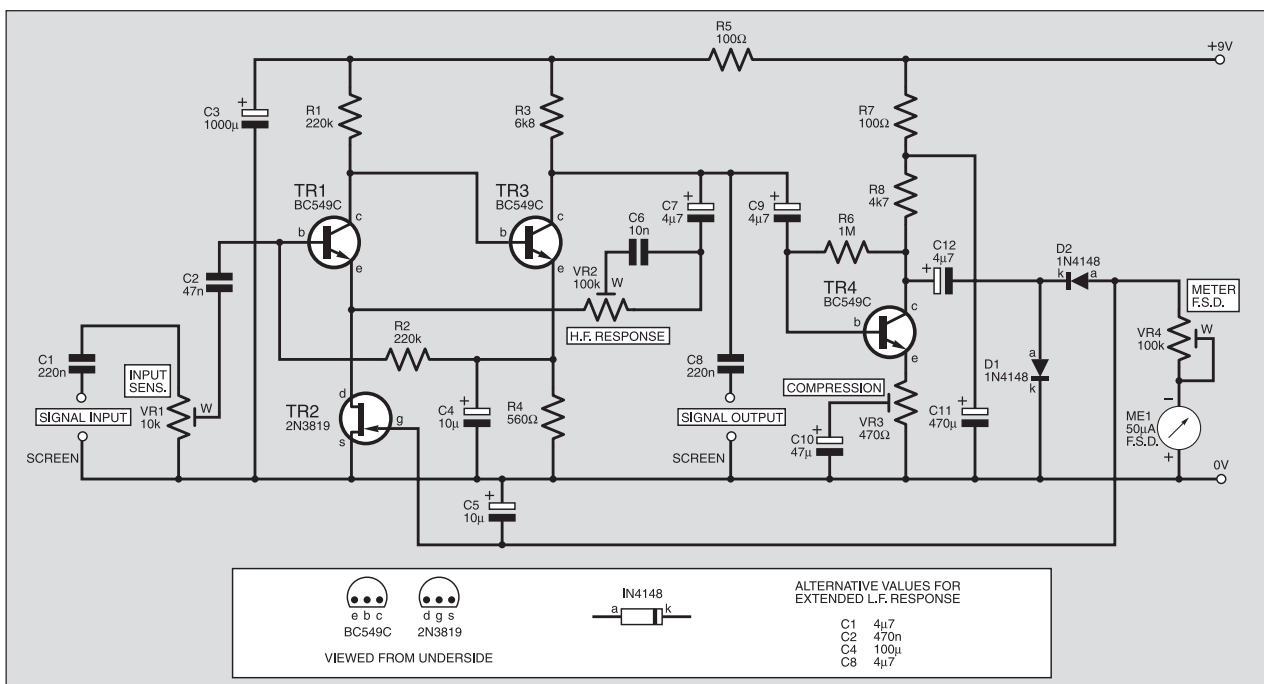 R5
100Ω
+9V
C3
1000µ
+
R1
220k
R3
6k8
R7
100Ω
TR1
BC549C
c
b
e
TR3
BC549C
c
b
e
C7
4µ7
+
C6
10n
C9
4µ7
+
R6
1M
R8
4k7
C12
4µ7
+
D2
1N4148
k
a
C2
47n
VR2
100k
W
H.F. RESPONSE
TR4
BC549C
c
b
e
METER
F.S.D.
VR4
100k
W
R2
220k
C1
220n
INPUT
SENS.
VR1
10k
W
SIGNAL INPUT
SCREEN
TR2
2N3819
d
g
s
C4
10µ
+
R4
560Ω
C8
220n
SIGNAL OUTPUT
SCREEN
COMPRESSION
VR3
470Ω
C10
47µ
+
C11
470µ
+
D1
1N4148
a
k
ME1
50µA
F.S.D.
−
+
0V
C5
10µ
+
e b c
BC549C
d g s
2N3819
VIEWED FROM UNDERSIDE
IN4148
a
k
ALTERNATIVE VALUES FOR
EXTENDED L.F. RESPONSE
C1 4µ7
C2 470n
C4 100µ
C8 4µ7